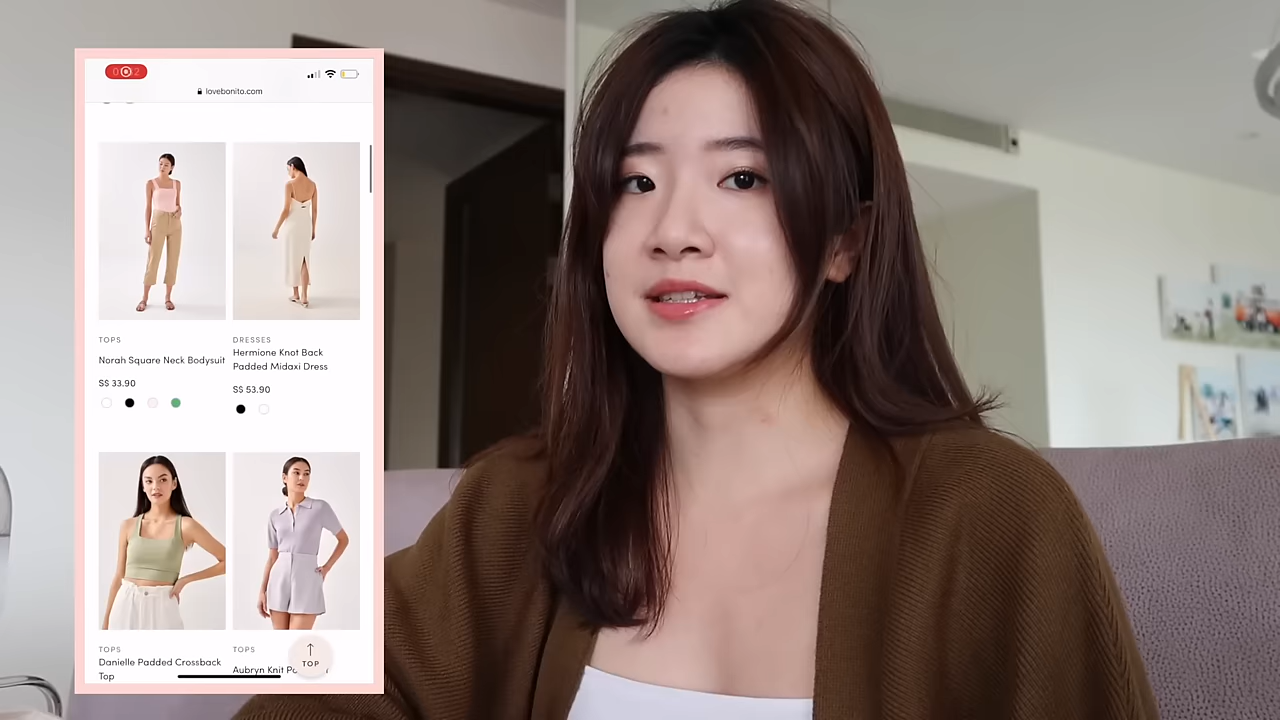 lovebonito.com
TOPS
Norah Square Neck Bodysuit
S$ 33.90
DRESSES
Hermione Knot Back
Padded Midaxi Dress
S$ 53.90
TOPS
Danielle Padded Crossback
Top
TOPS
Aubryn Knit
TOP